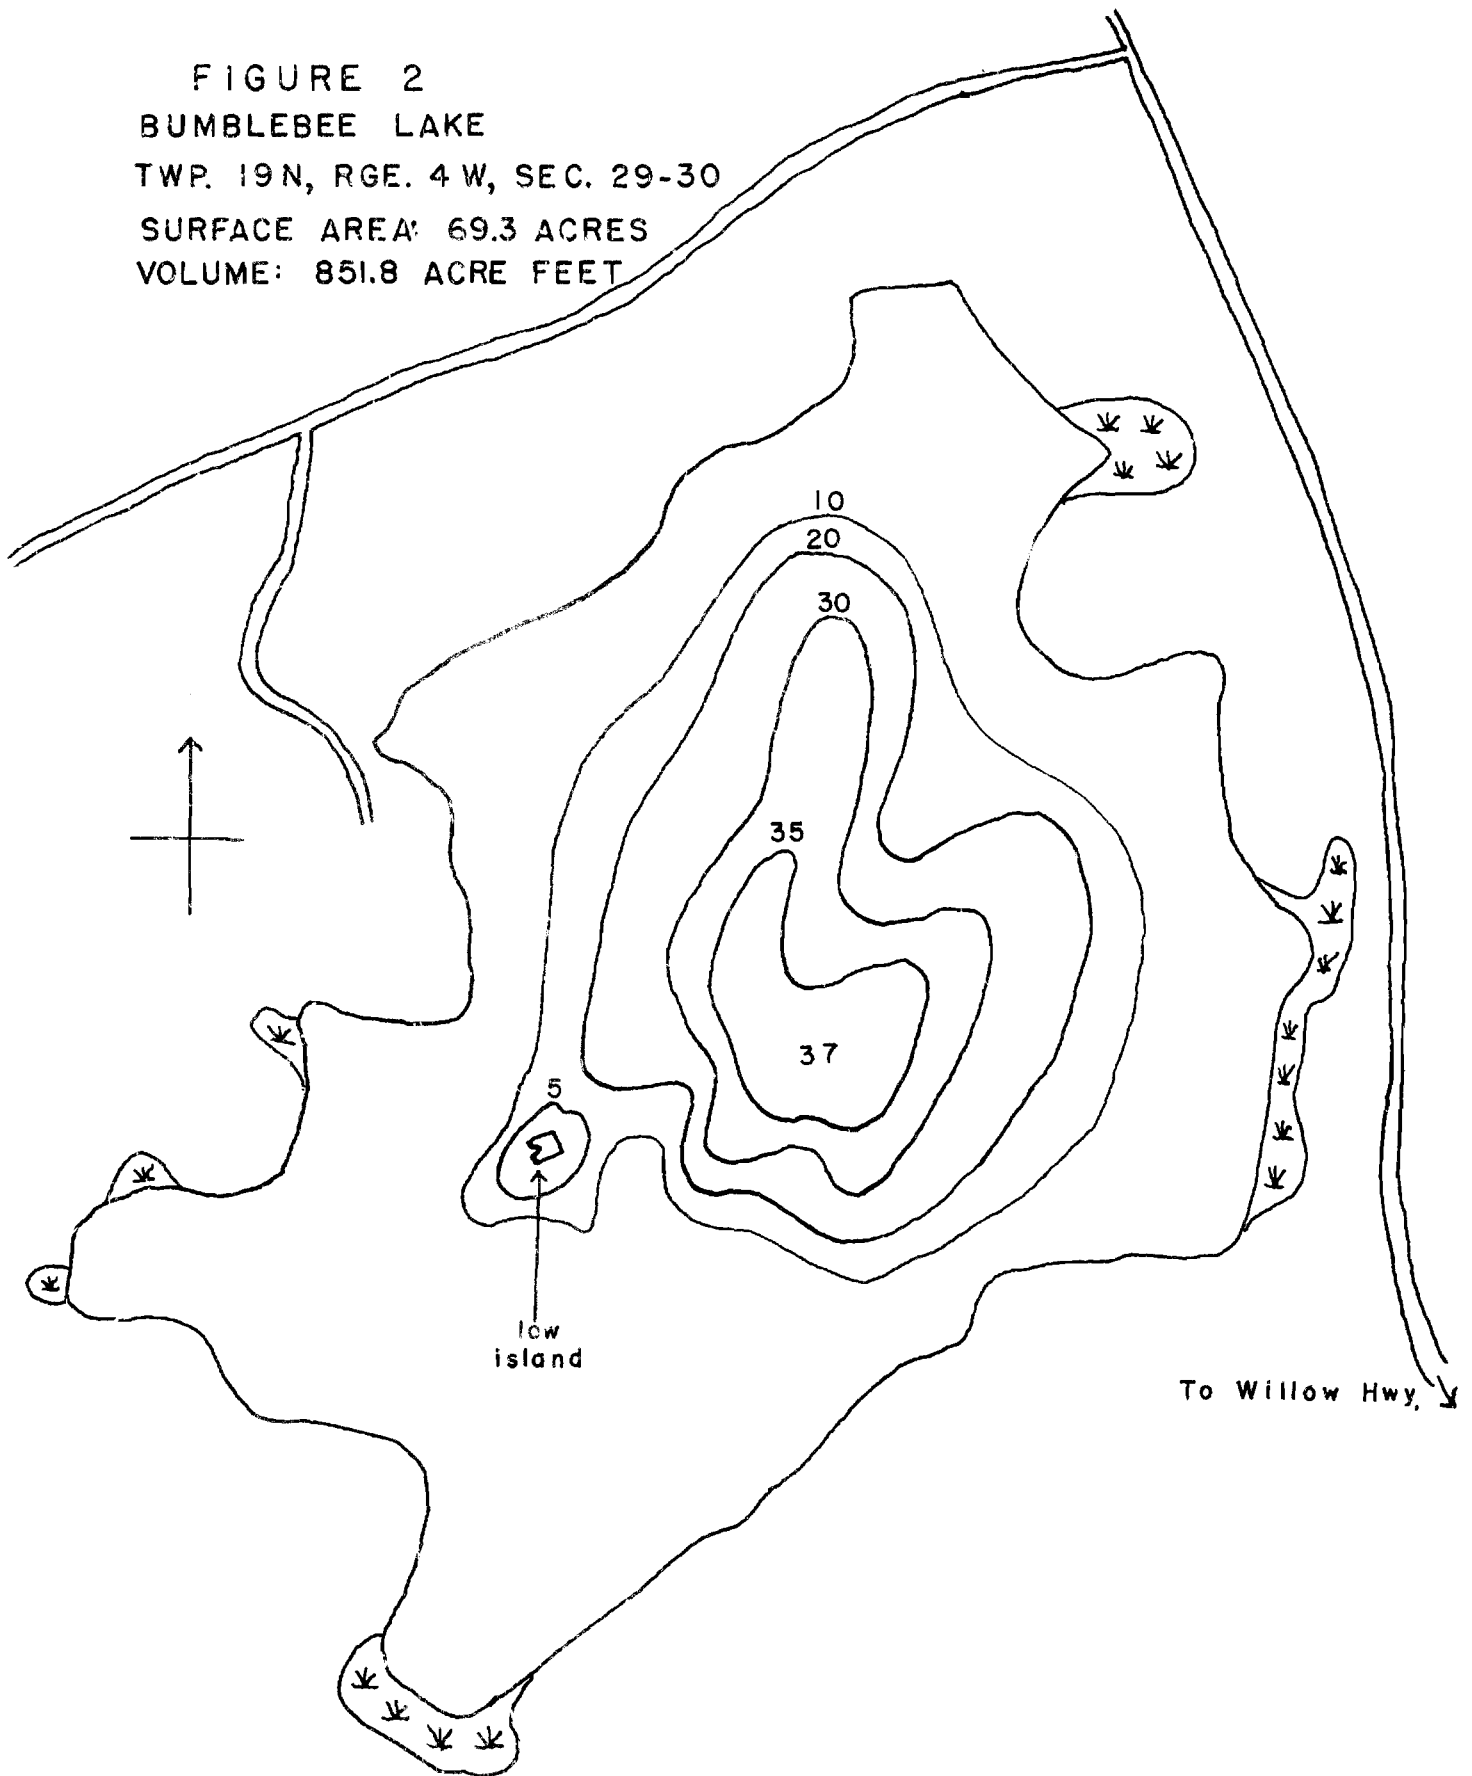 FIGURE 2
BUMBLEBEE LAKE
TWP. 19N, RGE. 4 W, SEC. 29-30
SURFACE AREA: 69.3 ACRES
VOLUME: 851.8 ACRE FEET
10
20
30
35
37
5
low
island
To Willow Hwy.